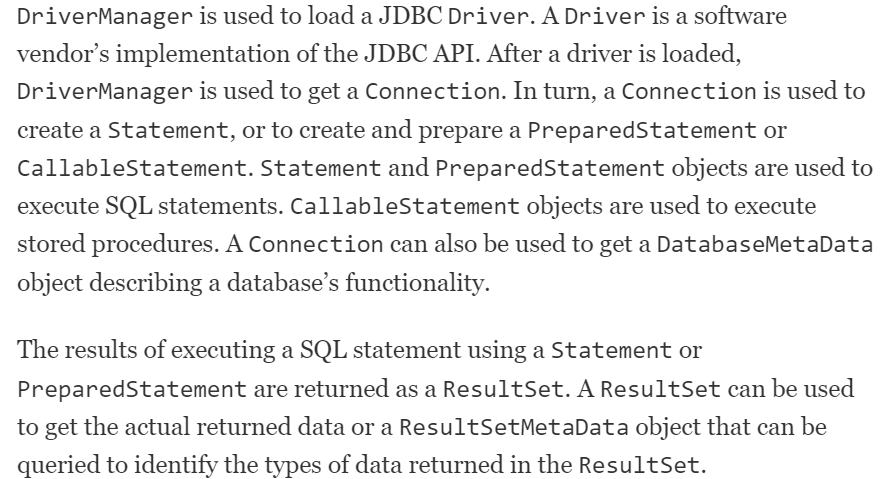 DriverManager is used to load a JDBC Driver. A Driver is a software
vendor’s implementation of the JDBC API. After a driver is loaded,
DriverManager is used to get a Connection. In turn, a Connection is used to
create a Statement, or to create and prepare a PreparedStatement or
CallableStatement. Statement and PreparedStatement objects are used to
execute SQL statements. CallableStatement objects are used to execute
stored procedures. A Connection can also be used to get a DatabaseMetaData
object describing a database’s functionality.
The results of executing a SQL statement using a Statement or
PreparedStatement are returned as a ResultSet. A ResultSet can be used
to get the actual returned data or a ResultSetMetaData object that can be
queried to identify the types of data returned in the ResultSet.